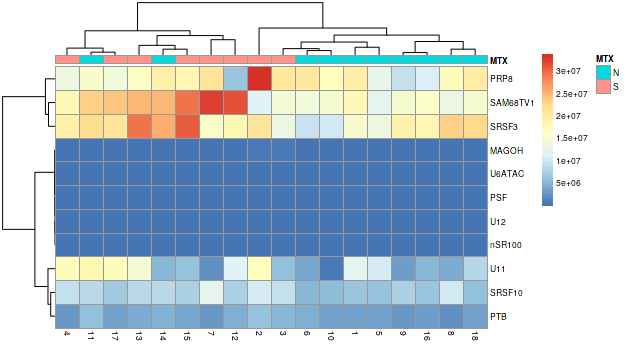 MTX
PRP8
SAM68TV1
SRSF3
MAGOH
U6ATAC
PSF
U12
nSR100
U11
SRSF10
PTB
4 11 17 13 14 15 7 12 2 3 6 10 1 5 9 16 8 18
3e+07
2.5e+07
2e+07
1.5e+07
1e+07
5e+06
MTX
N
S